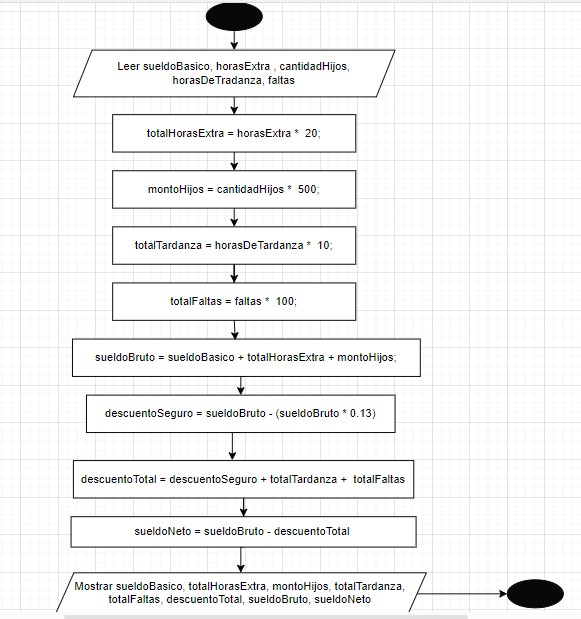 Leer sueldoBasico, horasExtra , cantidadHijos,
horasDeTradanza, faltas
totalHorasExtra = horasExtra * 20;
montoHijos = cantidadHijos * 500;
totalTardanza = horasDeTardanza * 10;
totalFaltas = faltas * 100;
sueldoBruto = sueldoBasico + totalHorasExtra + montoHijos;
descuentoSeguro = sueldoBruto - (sueldoBruto * 0.13)
descuentoTotal = descuentoSeguro + totalTardanza + totalFaltas
sueldoNeto = sueldoBruto - descuentoTotal
Mostrar sueldoBasico, totalHorasExtra, montoHijos, totalTardanza,
totalFaltas, descuentoTotal, sueldoBruto, sueldoNeto